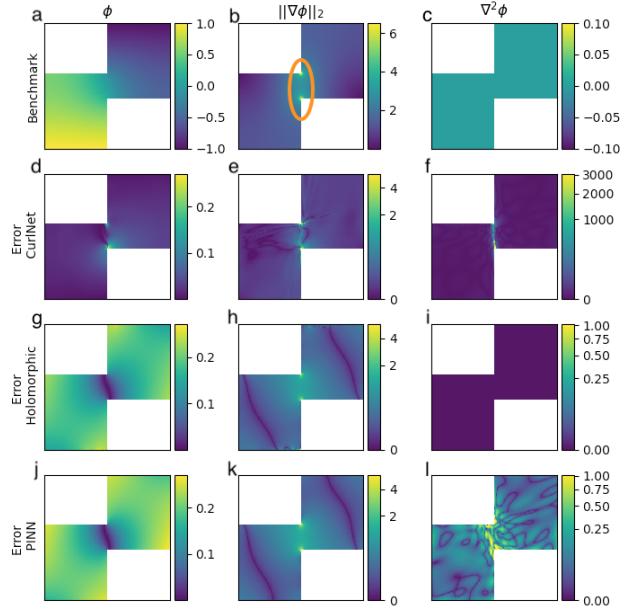 ϕ
||∇ϕ||₂
∇²ϕ
a
b
c
Benchmark
1.0
0.5
0.0
−0.5
−1.0
6
4
2
0.10
0.05
0.00
−0.05
−0.10
d
e
f
Error
CurlNet
0.2
0.1
4
2
0
3000
2000
1000
0
g
h
i
Error
Holomorphic
0.2
0.1
4
2
0
1.00
0.75
0.50
0.25
0.00
j
k
l
Error
PINN
0.2
0.1
4
2
0
1.00
0.75
0.50
0.25
0.00